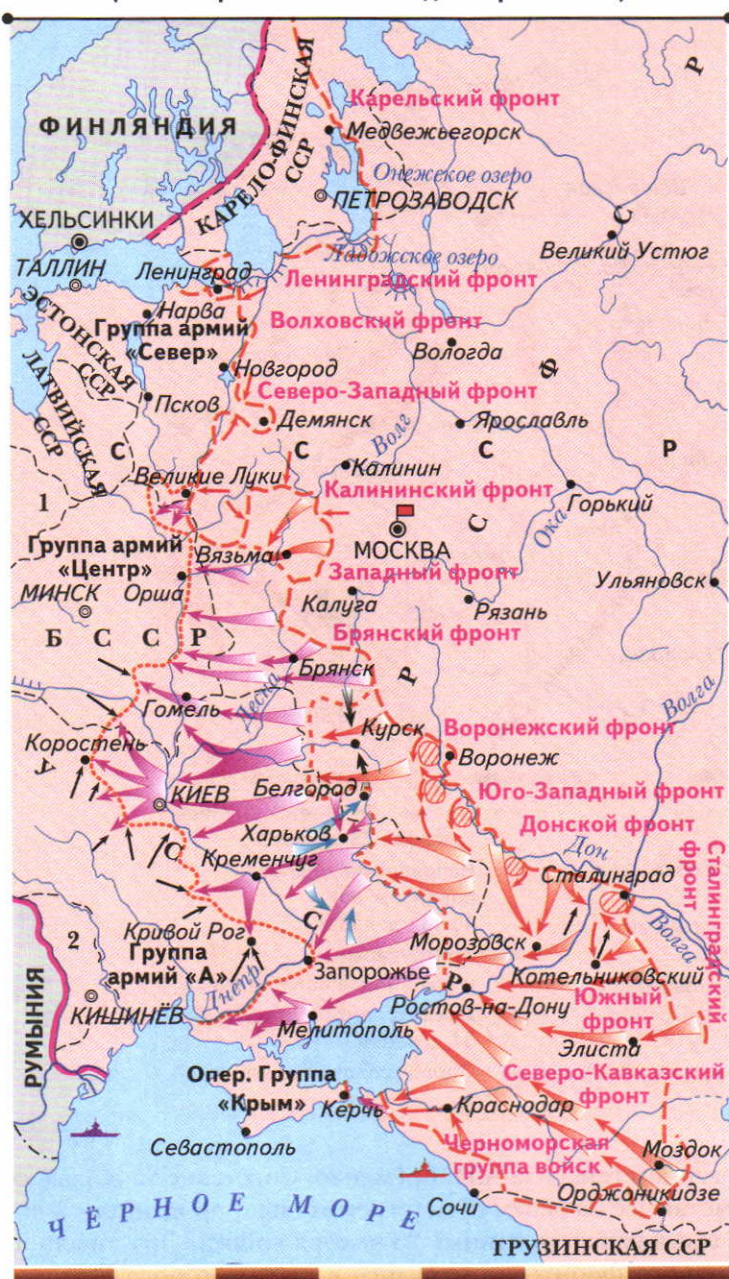 Карельский фронт
ФИНЛЯНДИЯ
Медвежьегорск
КАРЕЛО-ФИНСКАЯ
ССР
Онежское озеро
ПЕТРОЗАВОДСК
ХЕЛЬСИНКИ
Великий Устюг
Ладожское озеро
ТАЛЛИН
Ленинград
Ленинградский фронт
Нарва
ЭСТОНСКАЯ
ССР
Группа армий
«Север»
Волховский фронт
Вологда
ЛАТВИЙСКАЯ
ССР
Новгород
Псков
Северо-Западный фронт
Демянск
Ярославль
Волг
Калинин
Великие Луки
Калининский фронт
Горький
1
Группа армий
«Центр»
Вязьма
МОСКВА
Ока
Западный фронт
МИНСК
Орша
Калуга
Рязань
Ульяновск
Брянский фронт
Б С С Р
Брянск
Десна
Волга
Гомель
Курск
Воронежский фронт
Коростень
Воронеж
КИЕВ
Белгород
Юго-Западный фронт
Харьков
Донской фронт
Дон
Кременчуг
Сталинград
Сталинградский
фронт
Волга
2
Кривой Рог
Группа
армий «А»
Днепр
Запорожье
Морозовск
Котельниковский
РУМЫНИЯ
КИШИНЁВ
Ростов-на-Дону
Южный
фронт
Мелитополь
Элиста
Опер. Группа
«Крым»
Керчь
Северо-Кавказский
фронт
Краснодар
Севастополь
Черноморская
группа войск
Моздок
Орджоникидзе
Сочи
ЧЁРНОЕ МОРЕ
ГРУЗИНСКАЯ ССР
Р
С
Ф
С
Р
С
С
С
Р
А
С
С
Р